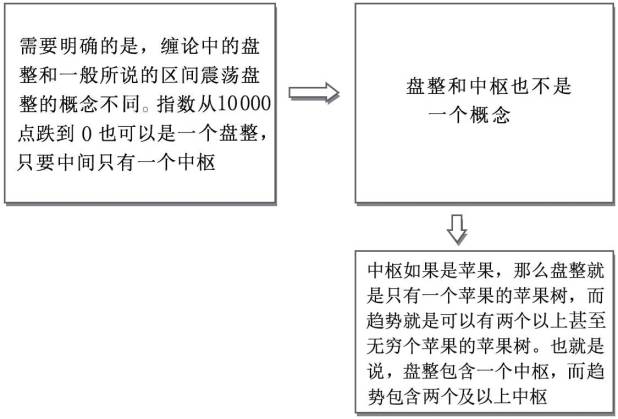 需要明确的是，缠论中的盘
整和一般所说的区间震荡盘
整的概念不同。指数从10000
点跌到 0 也可以是一个盘整，
只要中间只有一个中枢
盘整和中枢也不是
一个概念
中枢如果是苹果，那么盘整就
是只有一个苹果的苹果树，而
趋势就是可以有两个以上甚至
无穷个苹果的苹果树。也就是
说，盘整包含一个中枢，而趋
势包含两个及以上中枢